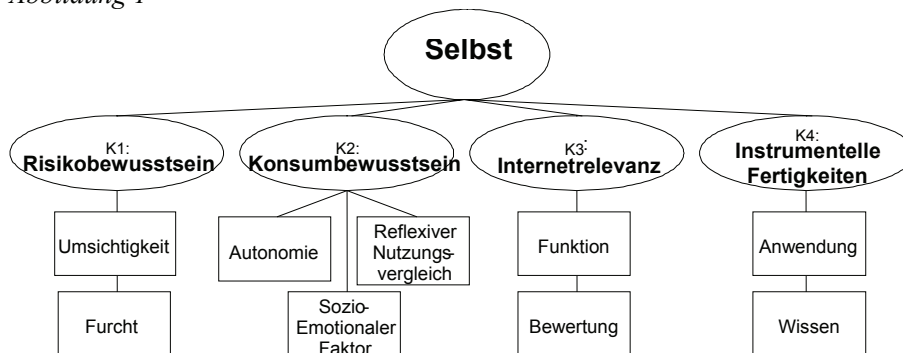 Abbildung 1
Selbst
K1:
Risikobewusstsein
K2:
Konsumbewusstsein
K3:
Internetrelevanz
K4:
Instrumentelle
Fertigkeiten
Umsichtigkeit
Autonomie
Reflexiver
Nutzungs-
vergleich
Funktion
Anwendung
Furcht
Sozio-
Emotionaler
Faktor
Bewertung
Wissen